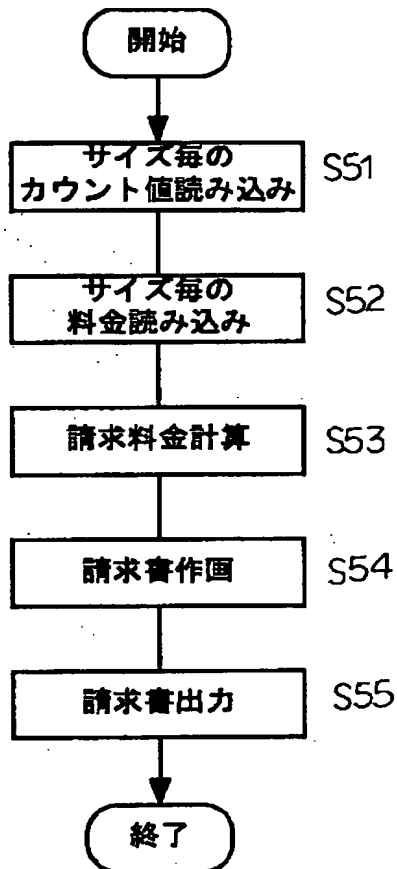 開始
サイズ毎の
カウント値読み込み
S51
サイズ毎の
料金読み込み
S52
請求料金計算
S53
請求書作画
S54
請求書出力
S55
終了